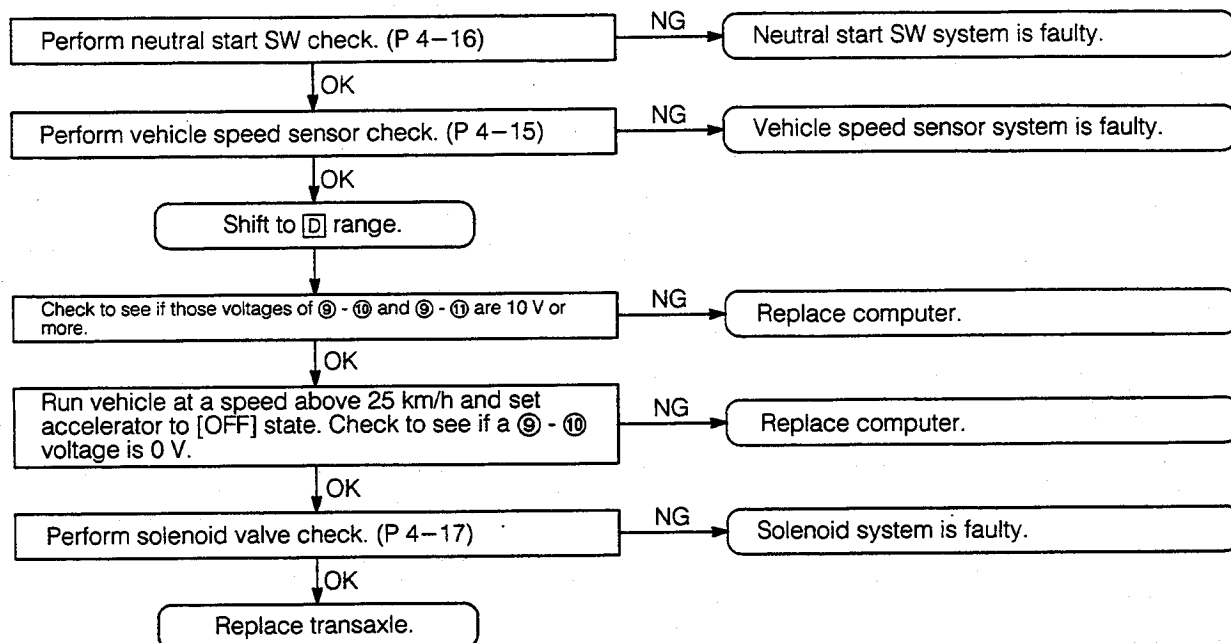 Perform neutral start SW check. (P 4–16)
NG
Neutral start SW system is faulty.
OK
Perform vehicle speed sensor check. (P 4–15)
NG
Vehicle speed sensor system is faulty.
OK
Shift to D range.
Check to see if those voltages of ⑨ - ⑩ and ⑨ - ⑪ are 10 V or
more.
NG
Replace computer.
OK
Run vehicle at a speed above 25 km/h and set
accelerator to [OFF] state. Check to see if a ⑨ - ⑩
voltage is 0 V.
NG
Replace computer.
OK
Perform solenoid valve check. (P 4–17)
NG
Solenoid system is faulty.
OK
Replace transaxle.